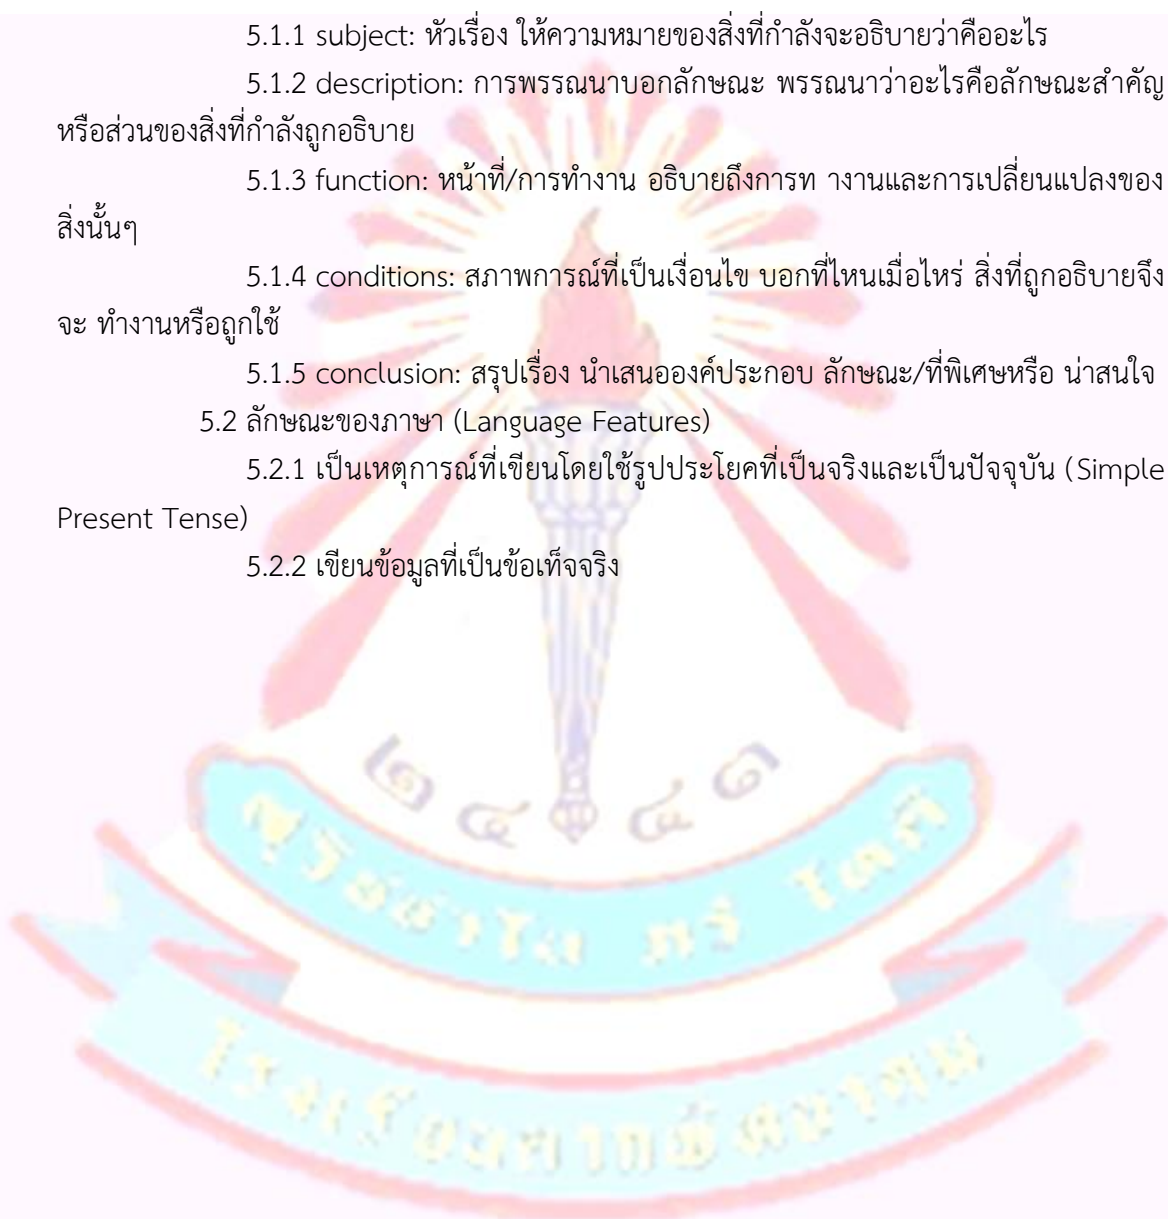 5.1.1 subject: หัวเรื่อง ให้ความหมายของสิ่งที่กำลังจะอธิบายว่าคืออะไร
5.1.2 description: การพรรณนาบอกลักษณะ พรรณนาว่าอะไรคือลักษณะสำคัญ
หรือส่วนของสิ่งที่กำลังถูกอธิบาย
5.1.3 function: หน้าที่/การทำงาน อธิบายถึงการท างานและการเปลี่ยนแปลงของ
สิ่งนั้นๆ
5.1.4 conditions: สภาพการณ์ที่เป็นเงื่อนไข บอกที่ไหนเมื่อไหร่ สิ่งที่ถูกอธิบายจึง
จะ ทำงานหรือถูกใช้
5.1.5 conclusion: สรุปเรื่อง นำเสนอองค์ประกอบ ลักษณะ/ที่พิเศษหรือ น่าสนใจ
5.2 ลักษณะของภาษา (Language Features)
5.2.1 เป็นเหตุการณ์ที่เขียนโดยใช้รูปประโยคที่เป็นจริงและเป็นปัจจุบัน (Simple
Present Tense)
5.2.2 เขียนข้อมูลที่เป็นข้อเท็จจริง
๒๔๔๑
สุวิชาโน